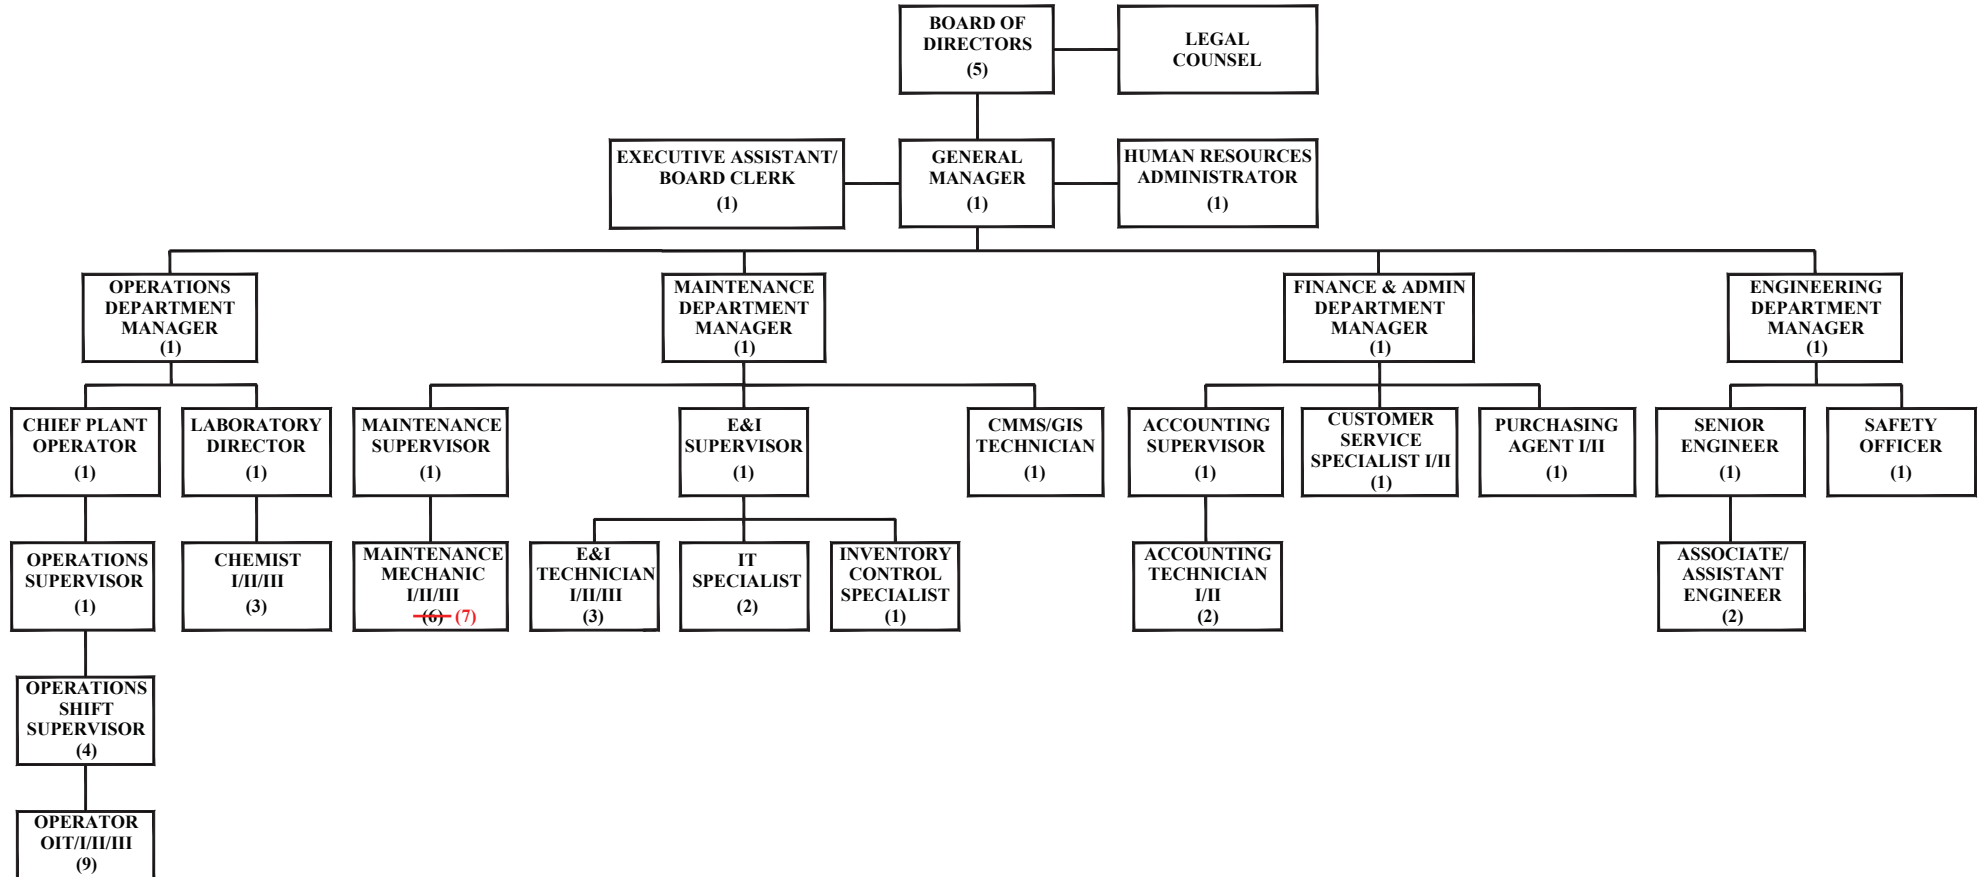 BOARD OF
DIRECTORS
(5)
LEGAL
COUNSEL
EXECUTIVE ASSISTANT/
BOARD CLERK
(1)
GENERAL
MANAGER
(1)
HUMAN RESOURCES
ADMINISTRATOR
(1)
OPERATIONS
DEPARTMENT
MANAGER
(1)
MAINTENANCE
DEPARTMENT
MANAGER
(1)
FINANCE & ADMIN
DEPARTMENT
MANAGER
(1)
ENGINEERING
DEPARTMENT
MANAGER
(1)
CHIEF PLANT
OPERATOR
(1)
LABORATORY
DIRECTOR
(1)
MAINTENANCE
SUPERVISOR
(1)
E&I
SUPERVISOR
(1)
CMMS/GIS
TECHNICIAN
(1)
ACCOUNTING
SUPERVISOR
(1)
CUSTOMER
SERVICE
SPECIALIST I/II
(1)
PURCHASING
AGENT I/II
(1)
SENIOR
ENGINEER
(1)
SAFETY
OFFICER
(1)
OPERATIONS
SUPERVISOR
(1)
CHEMIST
I/II/III
(3)
MAINTENANCE
MECHANIC
I/II/III
(6) (7)
E&I
TECHNICIAN
I/II/III
(3)
IT
SPECIALIST
(2)
INVENTORY
CONTROL
SPECIALIST
(1)
ACCOUNTING
TECHNICIAN
I/II
(2)
ASSOCIATE/
ASSISTANT
ENGINEER
(2)
OPERATIONS
SHIFT
SUPERVISOR
(4)
OPERATOR
OIT/I/II/III
(9)